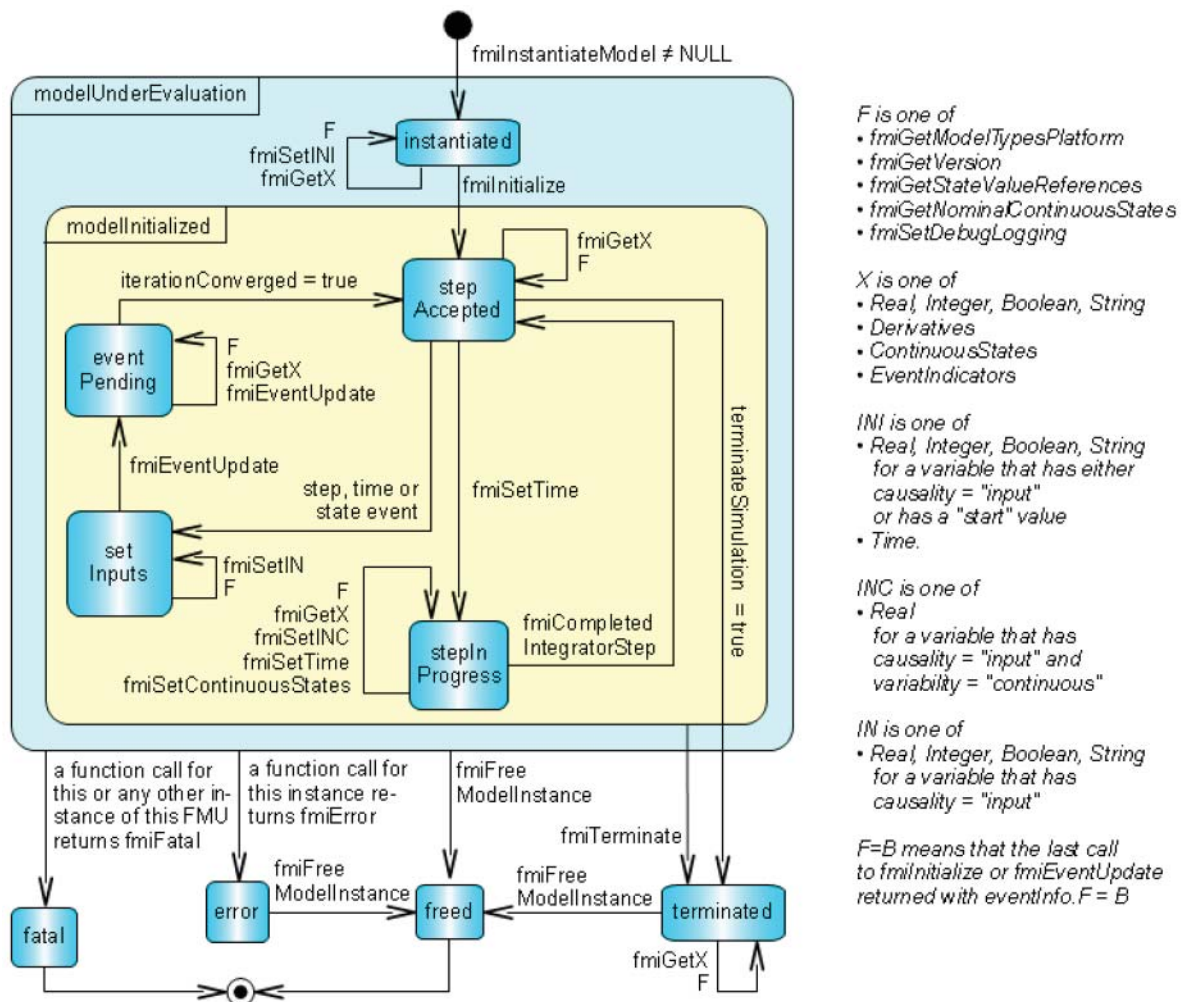 fmiInstantiateModel ≠ NULL
modelUnderEvaluation
F
fmiSetINI
fmiGetX
instantiated
fmiInitialize
modelInitialized
fmiGetX
F
iterationConverged = true
step
Accepted
event
Pending
F
fmiGetX
fmiEventUpdate
fmiEventUpdate
step, time or
state event
fmiSetTime
terminateSimulation = true
set
Inputs
fmiSetIN
F
F
fmiGetX
fmiSetINC
fmiSetTime
fmiSetContinuousStates
stepIn
Progress
fmiCompleted
IntegratorStep
a function call for
this or any other in-
stance of this FMU
returns fmiFatal
a function call for
this instance re-
turns fmiError
fmiFree
ModelInstance
fmiTerminate
fatal
error
fmiFree
ModelInstance
freed
fmiFree
ModelInstance
terminated
fmiGetX
F
F is one of
• fmiGetModelTypesPlatform
• fmiGetVersion
• fmiGetStateValueReferences
• fmiGetNominalContinuousStates
• fmiSetDebugLogging
X is one of
• Real, Integer, Boolean, String
• Derivatives
• ContinuousStates
• EventIndicators
INI is one of
• Real, Integer, Boolean, String
for a variable that has either
causality = "input"
or has a "start" value
• Time.
INC is one of
• Real
for a variable that has
causality = "input" and
variability = "continuous"
IN is one of
• Real, Integer, Boolean, String
for a variable that has
causality = "input"
F=B means that the last call
to fmiInitialize or fmiEventUpdate
returned with eventInfo.F = B